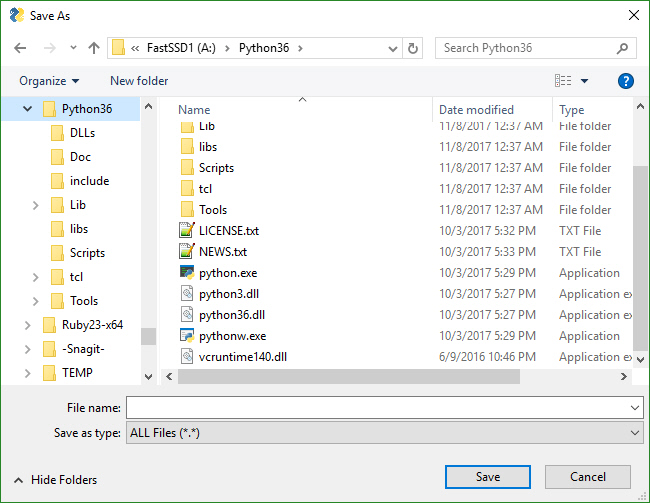 Save As
« FastSSD1 (A:) › Python36 ›
Search Python36
Organize
New folder
?
Python36
DLLs
Doc
include
Lib
libs
Scripts
tcl
Tools
Ruby23-x64
-Snagit-
TEMP
Name Date modified Type
Lib 11/8/2017 12:37 AM File folder
libs 11/8/2017 12:37 AM File folder
Scripts 11/8/2017 12:37 AM File folder
tcl 11/8/2017 12:37 AM File folder
Tools 11/8/2017 12:37 AM File folder
LICENSE.txt 10/3/2017 5:32 PM TXT File
NEWS.txt 10/3/2017 5:33 PM TXT File
python.exe 10/3/2017 5:29 PM Application
python3.dll 10/3/2017 5:27 PM Application ex
python36.dll 10/3/2017 5:27 PM Application ex
pythonw.exe 10/3/2017 5:29 PM Application
vcruntime140.dll 6/9/2016 10:46 PM Application ex
File name:
Save as type: ALL Files (*.*)
Hide Folders
Save
Cancel